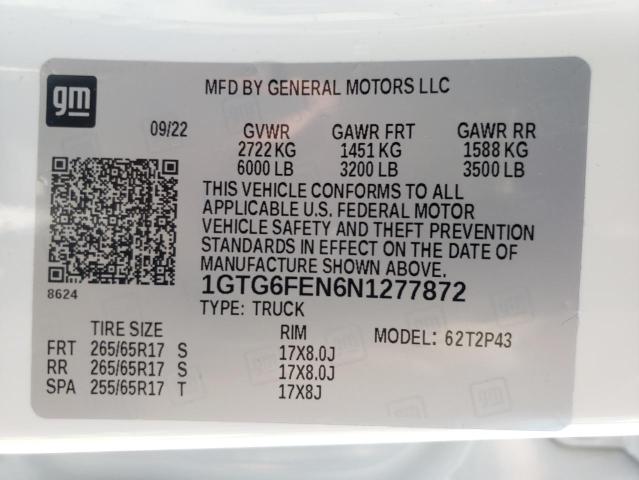 gm
MFD BY GENERAL MOTORS LLC
09/22 GVWR GAWR FRT GAWR RR
2722 KG 1451 KG 1588 KG
6000 LB 3200 LB 3500 LB
THIS VEHICLE CONFORMS TO ALL
APPLICABLE U.S. FEDERAL MOTOR
VEHICLE SAFETY AND THEFT PREVENTION
STANDARDS IN EFFECT ON THE DATE OF
MANUFACTURE SHOWN ABOVE.
8624 1GTG6FEN6N1277872
TYPE: TRUCK
TIRE SIZE RIM MODEL: 62T2P43
FRT 265/65R17 S 17X8.0J
RR 265/65R17 S 17X8.0J
SPA 255/65R17 T 17X8J
gm